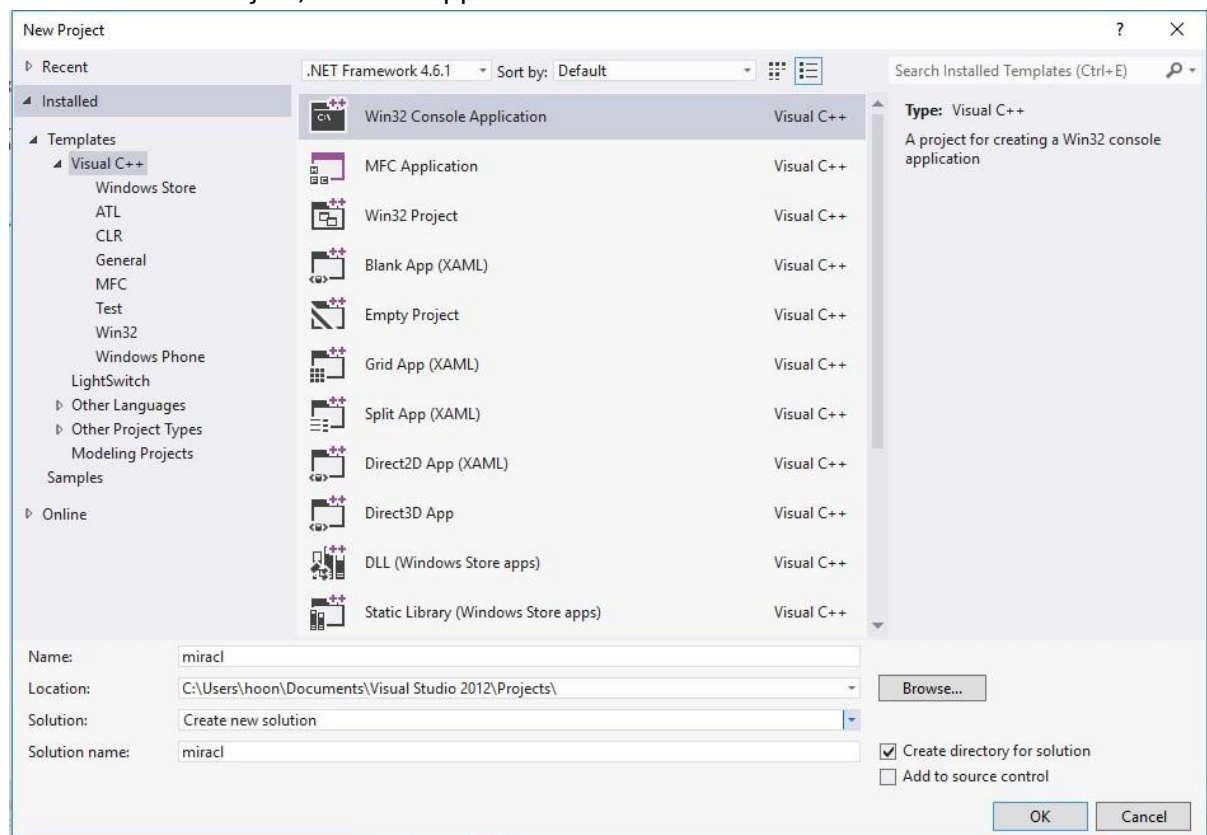 New Project
?
Recent
.NET Framework 4.6.1
Sort by: Default
Search Installed Templates (Ctrl+E)
Installed
Templates
Visual C++
Windows Store
ATL
CLR
General
MFC
Test
Win32
Windows Phone
LightSwitch
Other Languages
Other Project Types
Modeling Projects
Samples
Online
Win32 Console Application Visual C++
MFC Application Visual C++
Win32 Project Visual C++
Blank App (XAML) Visual C++
Empty Project Visual C++
Grid App (XAML) Visual C++
Split App (XAML) Visual C++
Direct2D App (XAML) Visual C++
Direct3D App Visual C++
DLL (Windows Store apps) Visual C++
Static Library (Windows Store apps) Visual C++
Type: Visual C++
A project for creating a Win32 console
application
Name: miracl
Location: C:\Users\hoon\Documents\Visual Studio 2012\Projects\
Browse...
Solution: Create new solution
Solution name: miracl
Create directory for solution
Add to source control
OK
Cancel